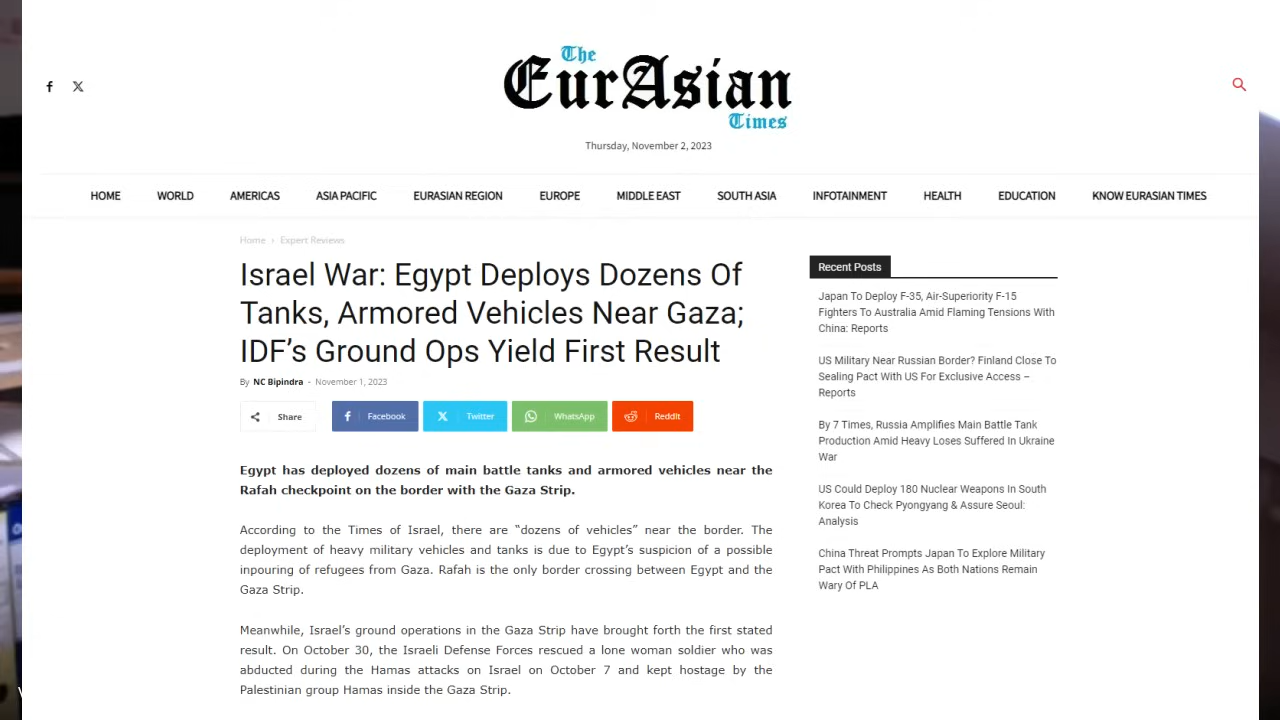 The
EurAsian
Times
Thursday, November 2, 2023
HOME WORLD AMERICAS ASIA PACIFIC EURASIAN REGION EUROPE MIDDLE EAST SOUTH ASIA INFOTAINMENT HEALTH EDUCATION KNOW EURASIAN TIMES
Home › Expert Reviews
Israel War: Egypt Deploys Dozens Of
Tanks, Armored Vehicles Near Gaza;
IDF’s Ground Ops Yield First Result
By NC Bipindra - November 1, 2023
Share Facebook Twitter WhatsApp ReddIt
Egypt has deployed dozens of main battle tanks and armored vehicles near the
Rafah checkpoint on the border with the Gaza Strip.
According to the Times of Israel, there are “dozens of vehicles” near the border. The
deployment of heavy military vehicles and tanks is due to Egypt’s suspicion of a possible
inpouring of refugees from Gaza. Rafah is the only border crossing between Egypt and the
Gaza Strip.
Meanwhile, Israel’s ground operations in the Gaza Strip have brought forth the first stated
result. On October 30, the Israeli Defense Forces rescued a lone woman soldier who was
abducted during the Hamas attacks on Israel on October 7 and kept hostage by the
Palestinian group Hamas inside the Gaza Strip.
Recent Posts
Japan To Deploy F-35, Air-Superiority F-15
Fighters To Australia Amid Flaming Tensions With
China: Reports
US Military Near Russian Border? Finland Close To
Sealing Pact With US For Exclusive Access –
Reports
By 7 Times, Russia Amplifies Main Battle Tank
Production Amid Heavy Loses Suffered In Ukraine
War
US Could Deploy 180 Nuclear Weapons In South
Korea To Check Pyongyang & Assure Seoul:
Analysis
China Threat Prompts Japan To Explore Military
Pact With Philippines As Both Nations Remain
Wary Of PLA